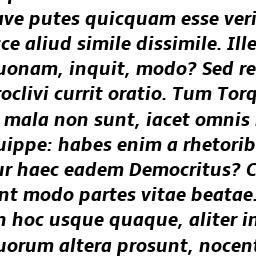 ave putes quicquam esse veri
ce aliud simile dissimile. Ille
uonam, inquit, modo? Sed re
roclivi currit oratio. Tum Torq
mala non sunt, iacet omnis
uippe: habes enim a rhetorib
ur haec eadem Democritus? C
nt modo partes vitae beatae.
n hoc usque quaque, aliter in
uorum altera prosunt, nocent